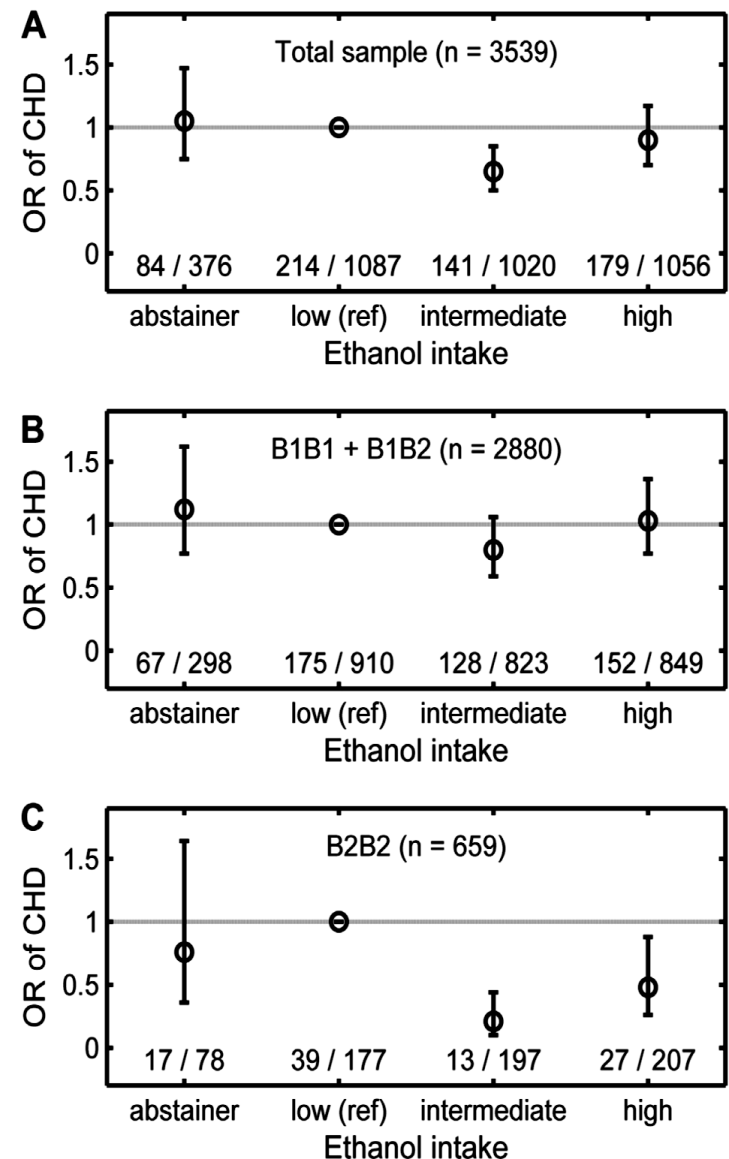 A
Total sample (n = 3539)
OR of CHD
1.5
1
0.5
0
84 / 376 214 / 1087 141 / 1020 179 / 1056
abstainer low (ref) intermediate high
Ethanol intake
B
B1B1 + B1B2 (n = 2880)
OR of CHD
1.5
1
0.5
0
67 / 298 175 / 910 128 / 823 152 / 849
abstainer low (ref) intermediate high
Ethanol intake
C
B2B2 (n = 659)
OR of CHD
1.5
1
0.5
0
17 / 78 39 / 177 13 / 197 27 / 207
abstainer low (ref) intermediate high
Ethanol intake